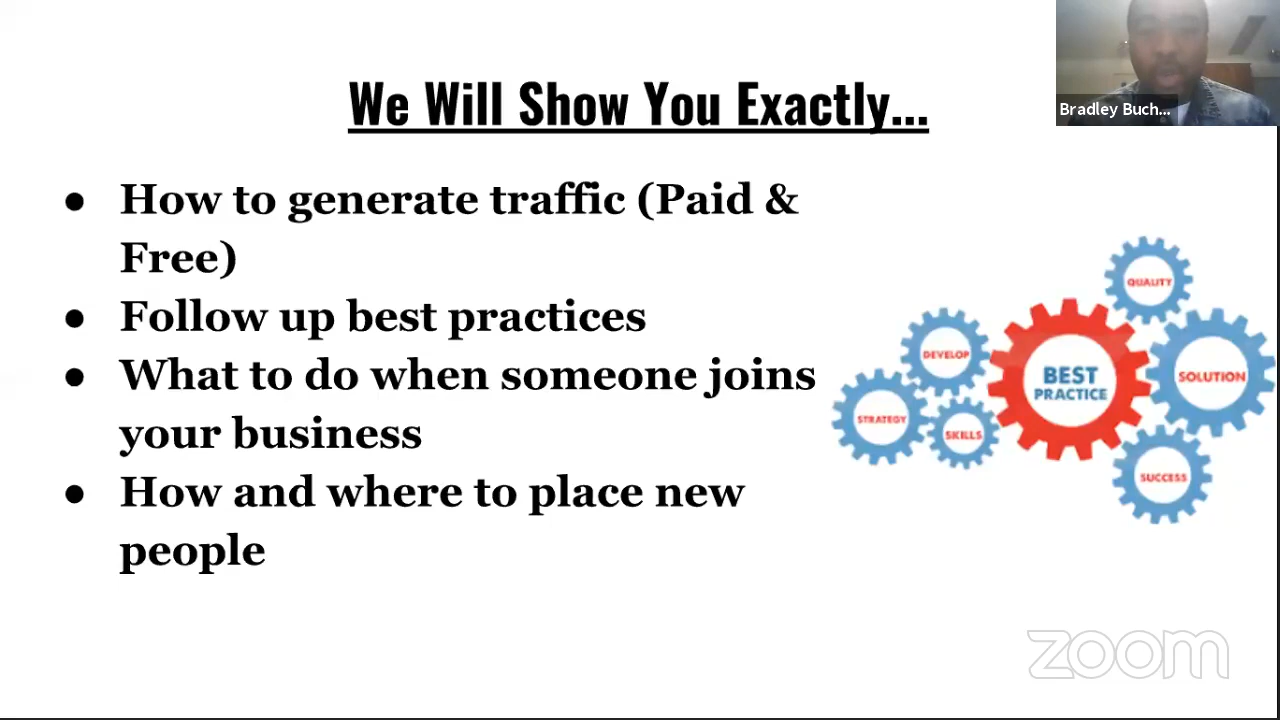 We Will Show You Exactly...
Bradley Buch...
● How to generate traffic (Paid &
Free)
● Follow up best practices
● What to do when someone joins
your business
● How and where to place new
people
QUALITY
DEVELOP
BEST
PRACTICE
SOLUTION
STRATEGY
SKILLS
SUCCESS
zoom